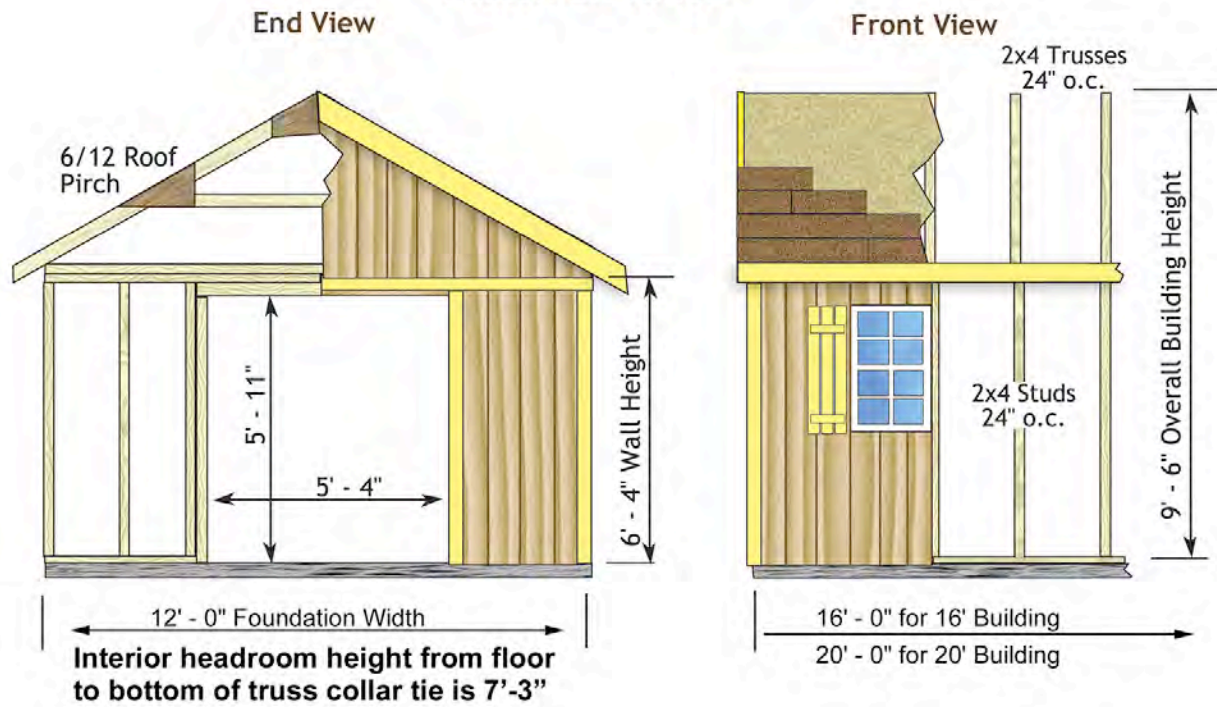 End View
Front View
2x4 Trusses
24" o.c.
6/12 Roof
Pirch
5' - 11"
5' - 4"
6' - 4" Wall Height
2x4 Studs
24" o.c.
9' - 6" Overall Building Height
12' - 0" Foundation Width
16' - 0" for 16' Building
20' - 0" for 20' Building
Interior headroom height from floor
to bottom of truss collar tie is 7’-3”